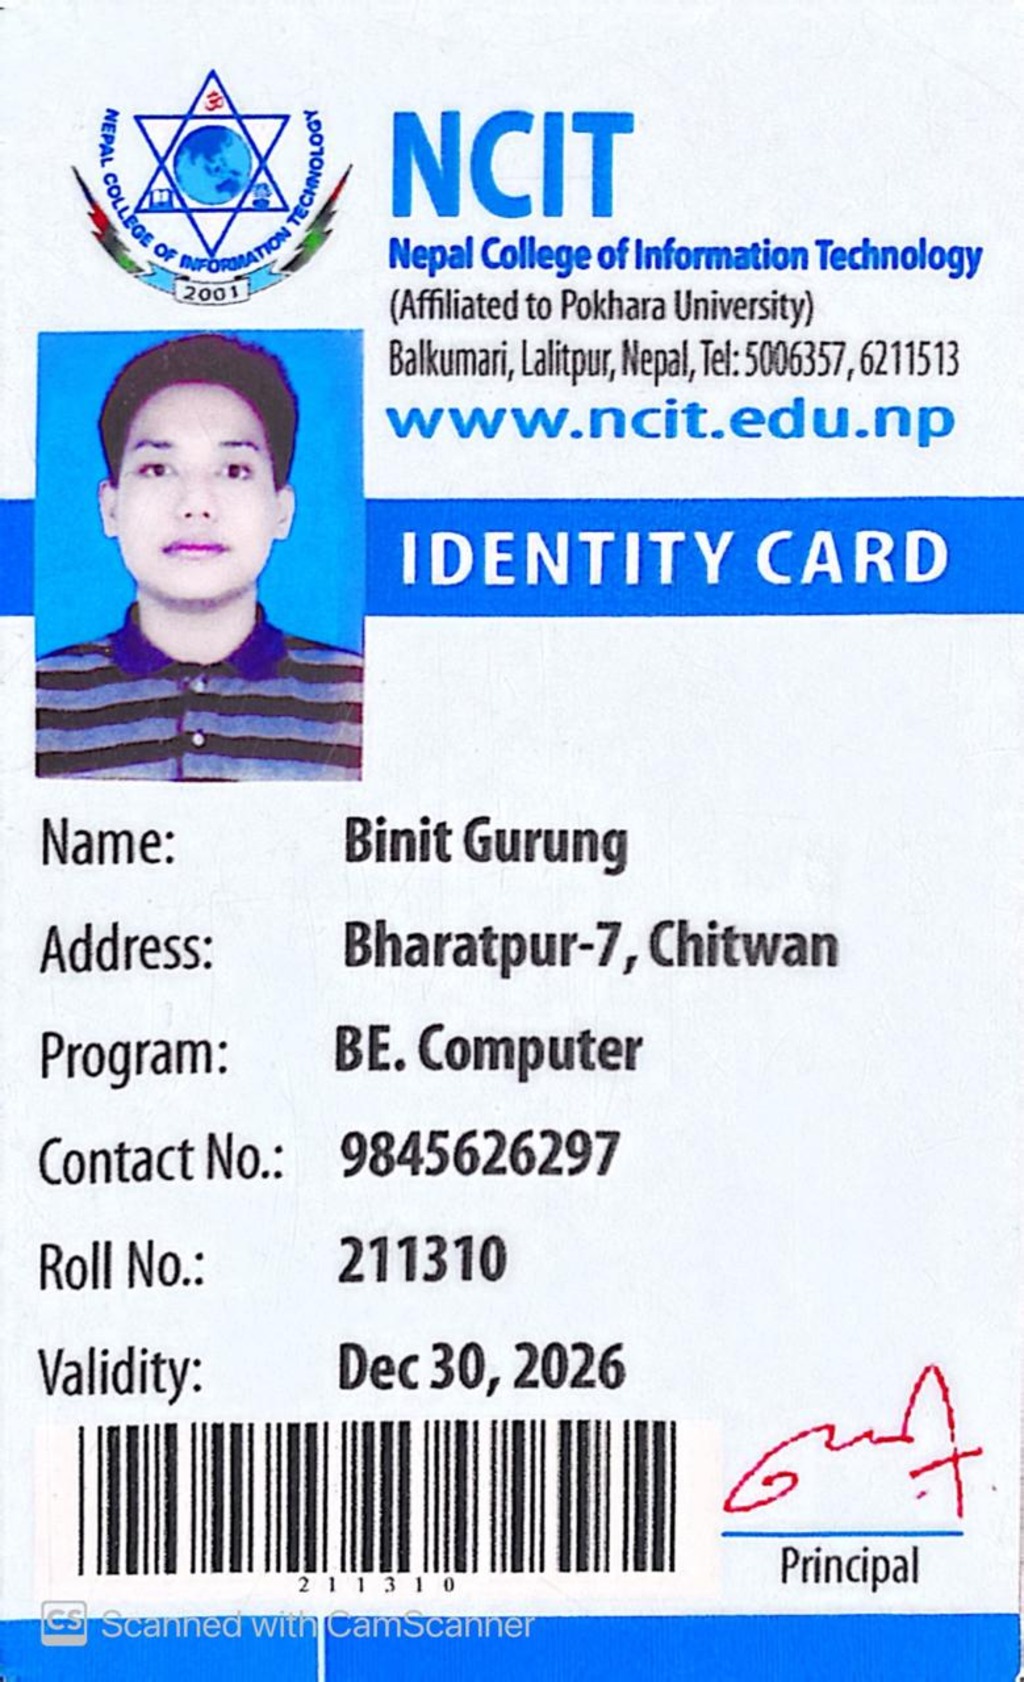 ॐ
NEPAL COLLEGE OF INFORMATION TECHNOLOGY
2001
NCIT
Nepal College of Information Technology
(Affiliated to Pokhara University)
Balkumari, Lalitpur, Nepal, Tel: 5006357, 6211513
www.ncit.edu.np
IDENTITY CARD
Name: Binit Gurung
Address: Bharatpur-7, Chitwan
Program: BE. Computer
Contact No.: 9845626297
Roll No.: 211310
Validity: Dec 30, 2026
211310
Principal
CS Scanned with CamScanner